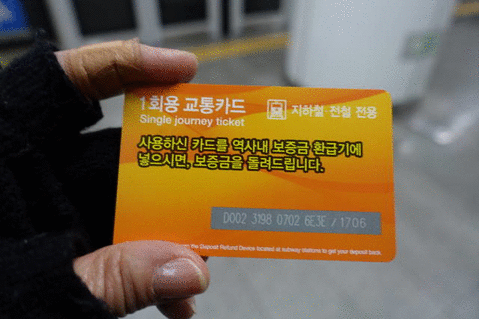 1회용 교통카드
Single journey ticket
지하철 전철 전용
사용하신 카드를 역사내 보증금 환급기에
넣으시면, 보증금을 돌려드립니다.
D002 3198 0702 6EJE / 1706
the Deposit Refund Device located at subway stations to get your deposit back.